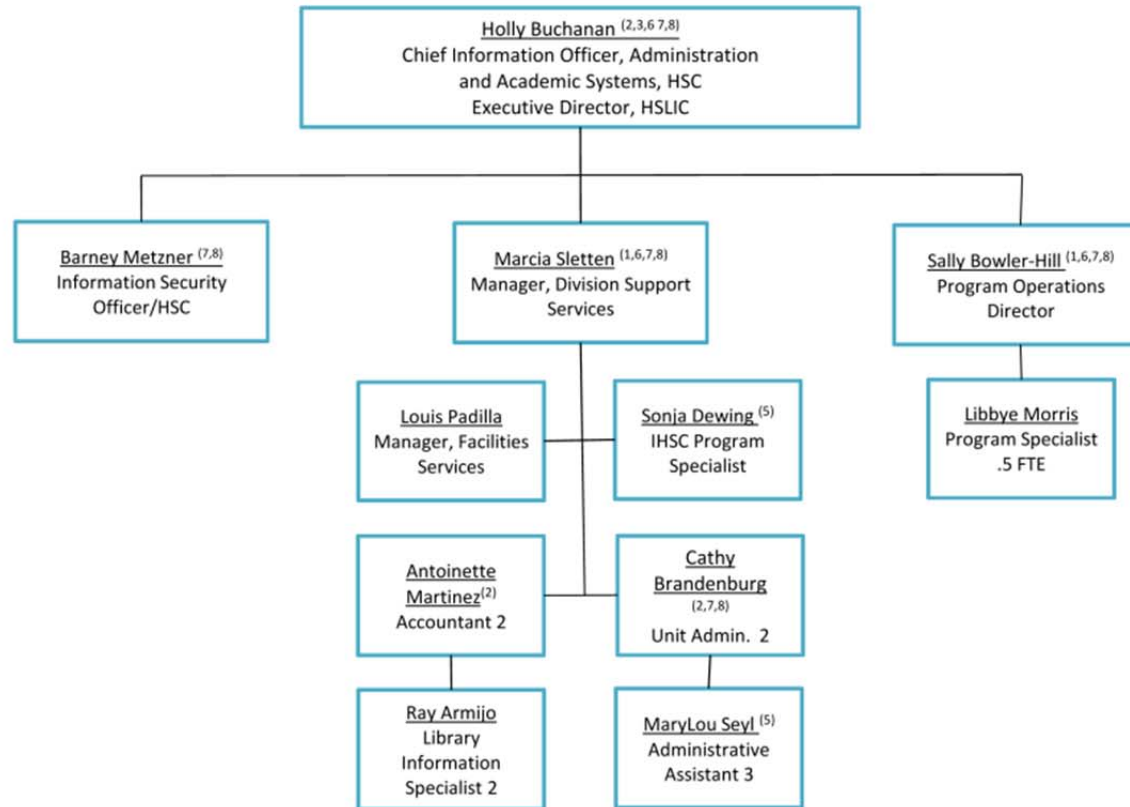 Holly Buchanan (2,3,6 7,8)
Chief Information Officer, Administration
and Academic Systems, HSC
Executive Director, HSLIC
Barney Metzner (7,8)
Information Security
Officer/HSC
Marcia Sletten (1,6,7,8)
Manager, Division Support
Services
Sally Bowler-Hill (1,6,7,8)
Program Operations
Director
Louis Padilla
Manager, Facilities
Services
Sonja Dewing (5)
IHSC Program
Specialist
Libbye Morris
Program Specialist
.5 FTE
Antoinette
Martinez(2)
Accountant 2
Cathy
Brandenburg
(2,7,8)
Unit Admin. 2
Ray Armijo
Library
Information
Specialist 2
MaryLou Seyl (5)
Administrative
Assistant 3